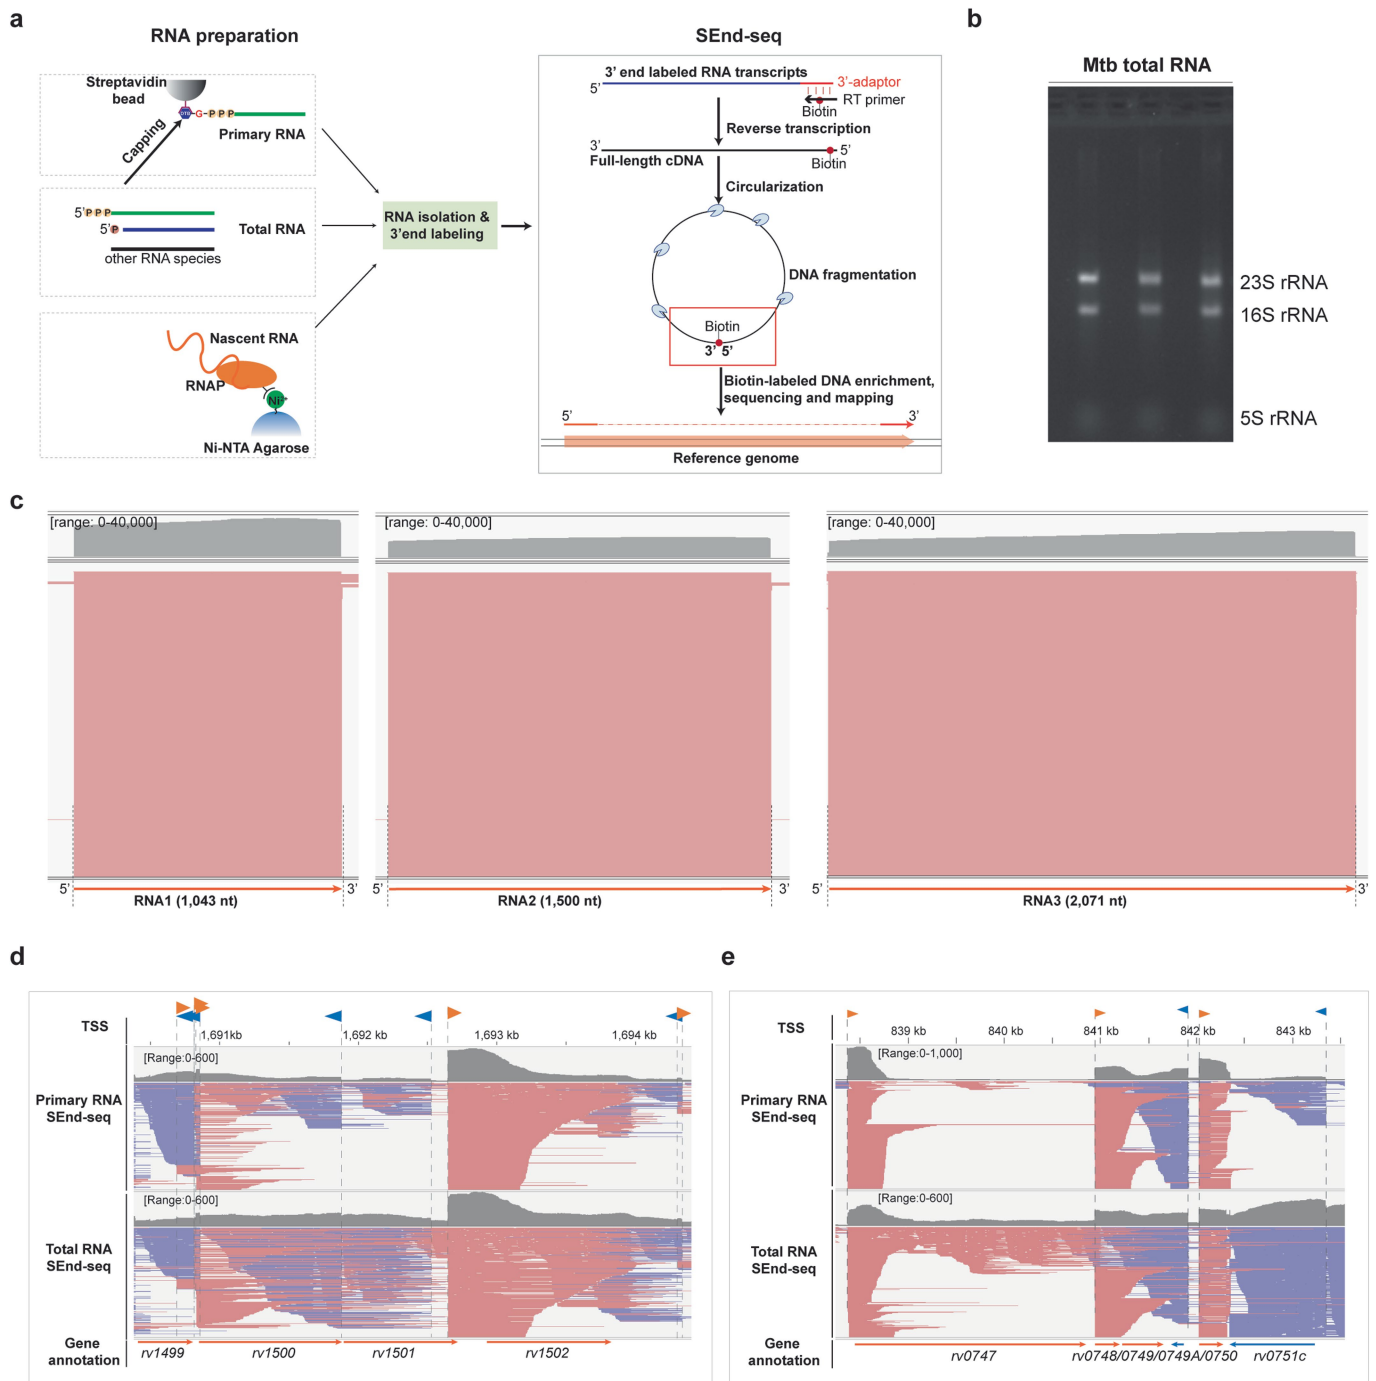 a
RNA preparation
Streptavidin
bead
G
P P P
Capping
Primary RNA
5' P P P
5' P
Total RNA
other RNA species
Nascent RNA
RNAP
Ni²⁺
Ni-NTA Agarose
RNA isolation &
3'end labeling
SEnd-seq
3' end labeled RNA transcripts
3'-adaptor
5'
RT primer
Biotin
Reverse transcription
3'
5'
Full-length cDNA
Biotin
Circularization
DNA fragmentation
Biotin
3' 5'
Biotin-labeled DNA enrichment,
sequencing and mapping
5'
3'
Reference genome
b
Mtb total RNA
23S rRNA
16S rRNA
5S rRNA
c
[range: 0-40,000]
[range: 0-40,000]
[range: 0-40,000]
5'
3'
RNA1 (1,043 nt)
5'
3'
RNA2 (1,500 nt)
5'
3'
RNA3 (2,071 nt)
d
TSS
1,691kb
1,692 kb
1,693 kb
1,694 kb
[Range:0-600]
Primary RNA
SEnd-seq
[Range:0-600]
Total RNA
SEnd-seq
Gene
annotation
rv1499
rv1500
rv1501
rv1502
e
TSS
839 kb
840 kb
841 kb
842 kb
843 kb
[Range:0-1,000]
Primary RNA
SEnd-seq
[Range:0-600]
Total RNA
SEnd-seq
Gene
annotation
rv0747
rv0748/0749/0749A/0750
rv0751c